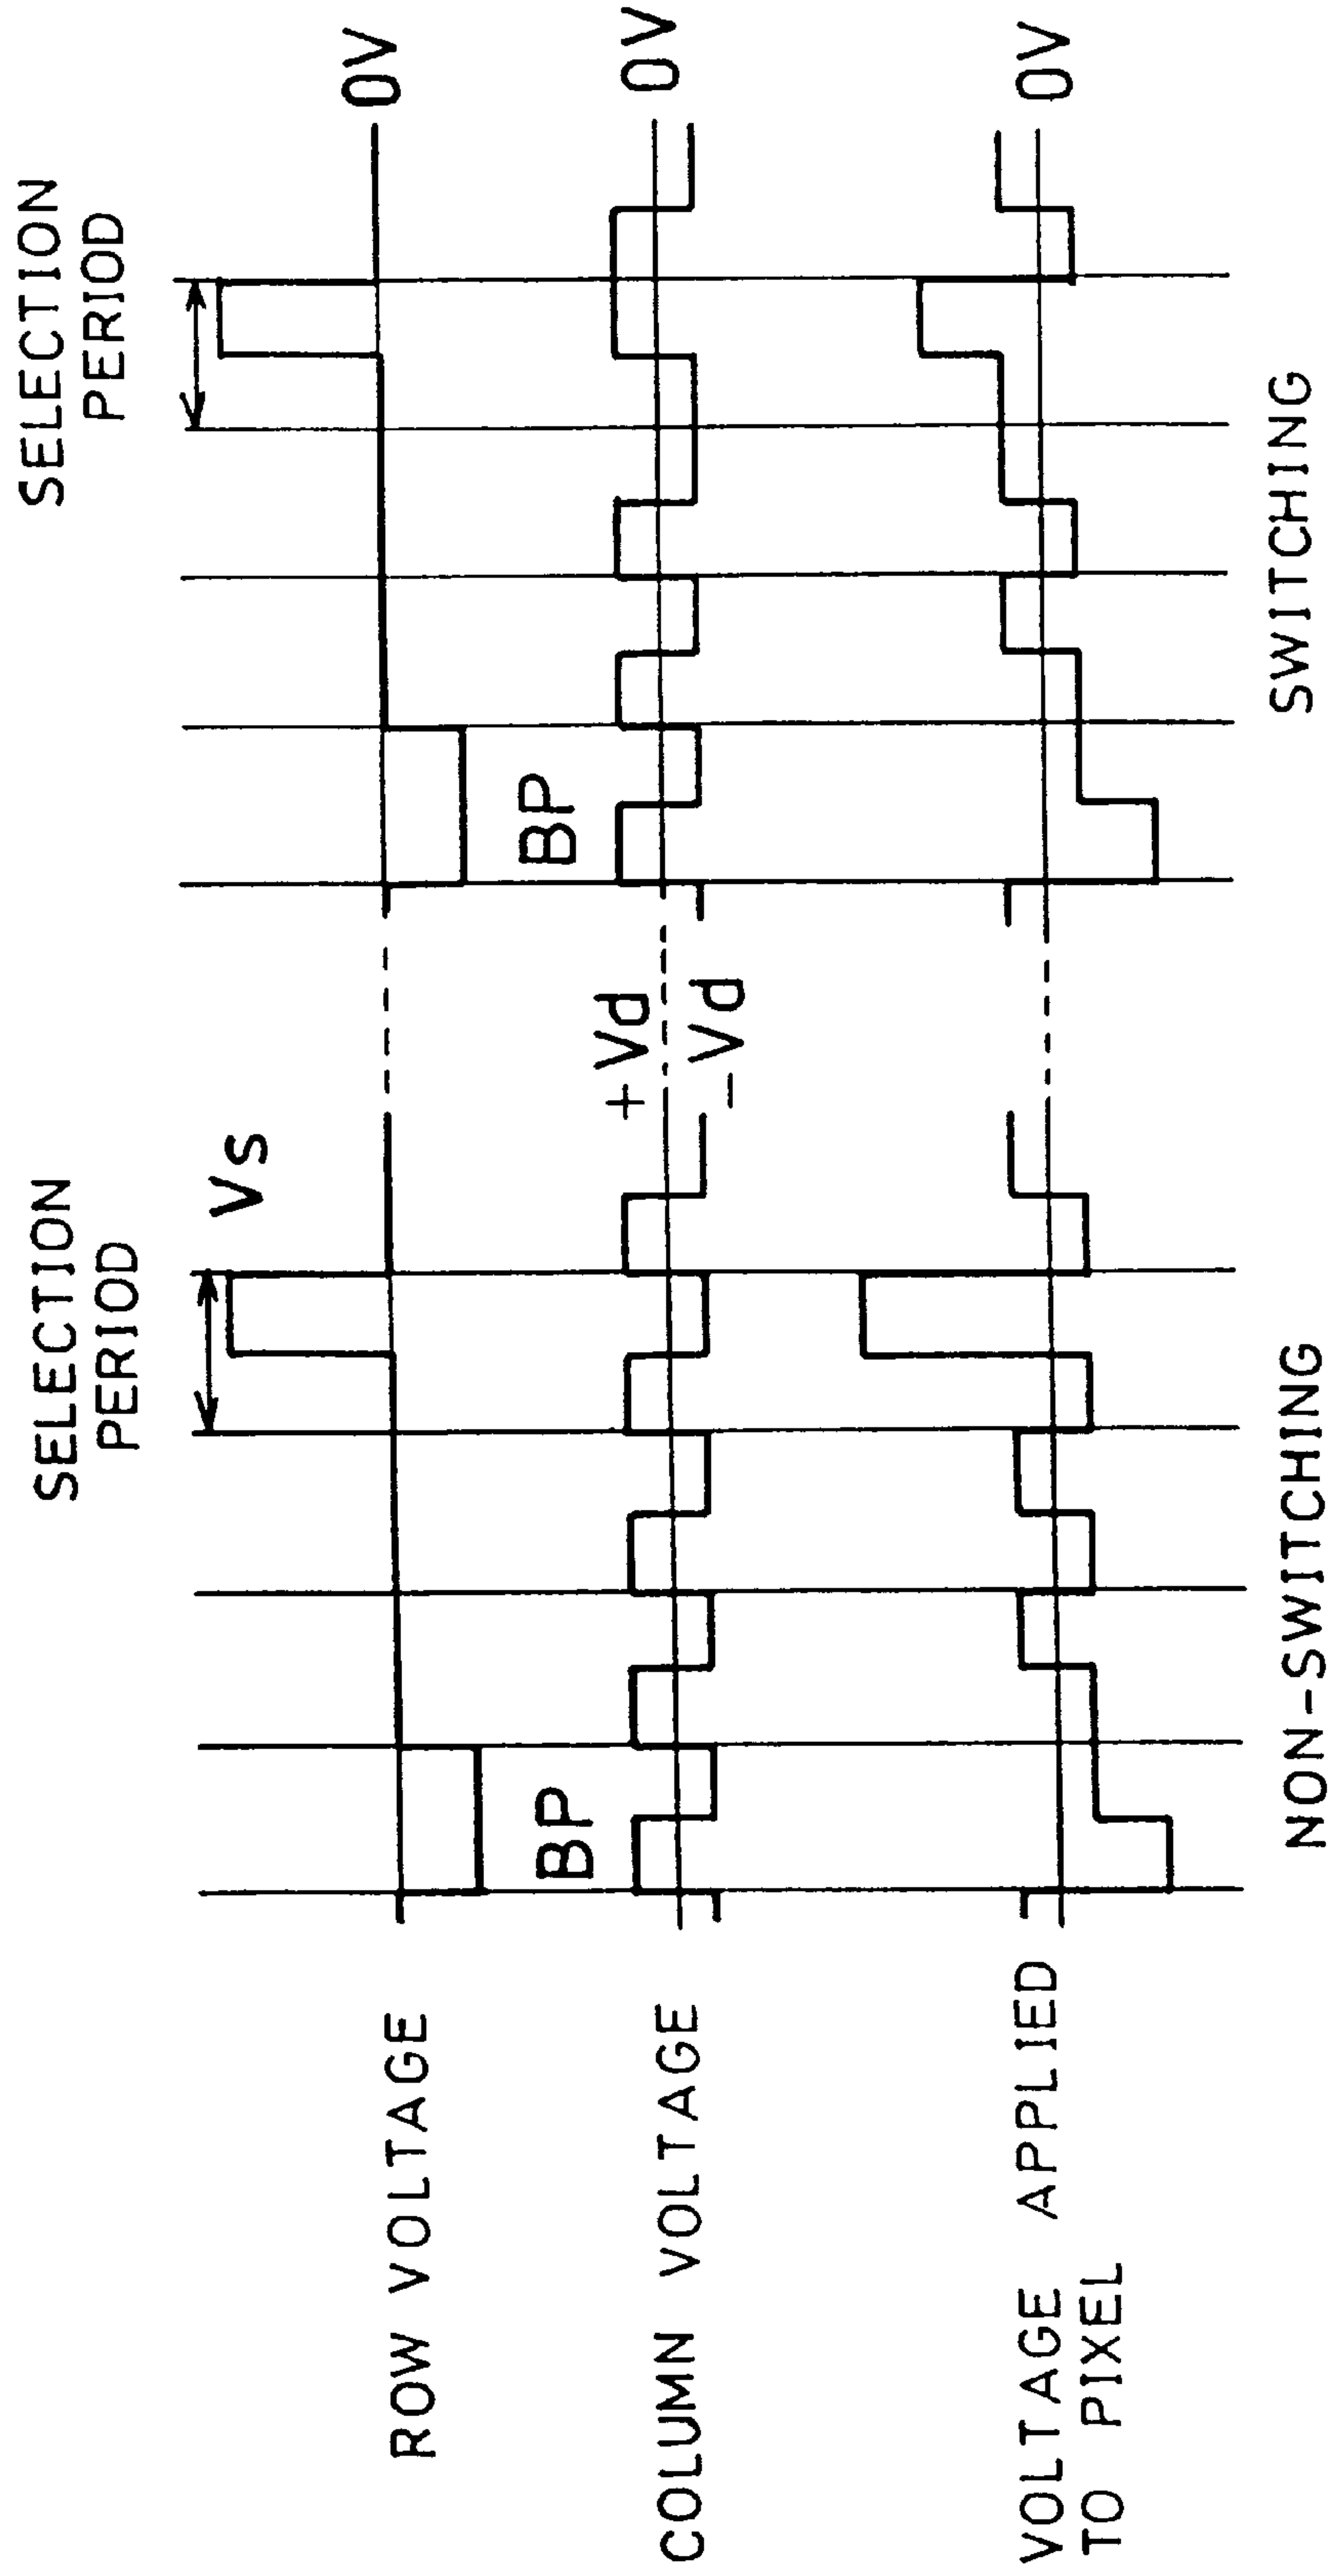 SELECTION
PERIOD
Vs
SELECTION
PERIOD
ROW VOLTAGE
0V
BP
BP
COLUMN VOLTAGE
+Vd
-Vd
0V
VOLTAGE APPLIED
TO PIXEL
0V
NON-SWITCHING
SWITCHING